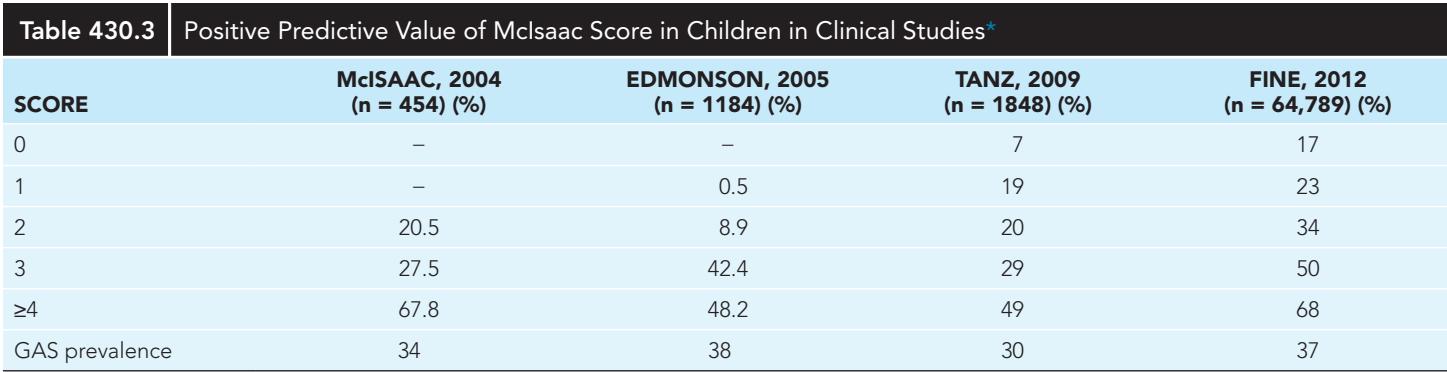 Table 430.3 Positive Predictive Value of McIsaac Score in Children in Clinical Studies*
SCORE McISAAC, 2004 (n = 454) (%) EDMONSON, 2005 (n = 1184) (%) TANZ, 2009 (n = 1848) (%) FINE, 2012 (n = 64,789) (%)
0 – – 7 17
1 – 0.5 19 23
2 20.5 8.9 20 34
3 27.5 42.4 29 50
≥4 67.8 48.2 49 68
GAS prevalence 34 38 30 37